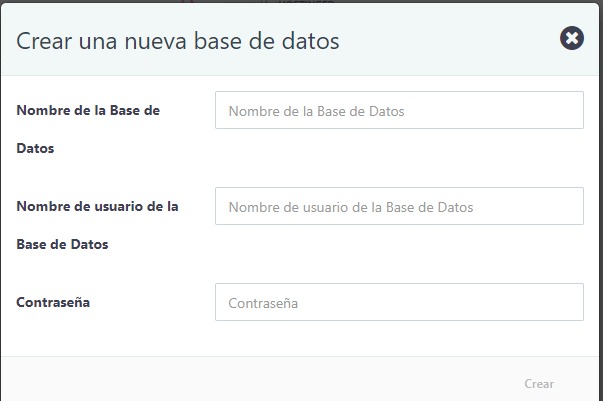 Crear una nueva base de datos
Nombre de la Base de
Datos
Nombre de la Base de Datos
Nombre de usuario de la
Base de Datos
Nombre de usuario de la Base de Datos
Contraseña
Contraseña
Crear